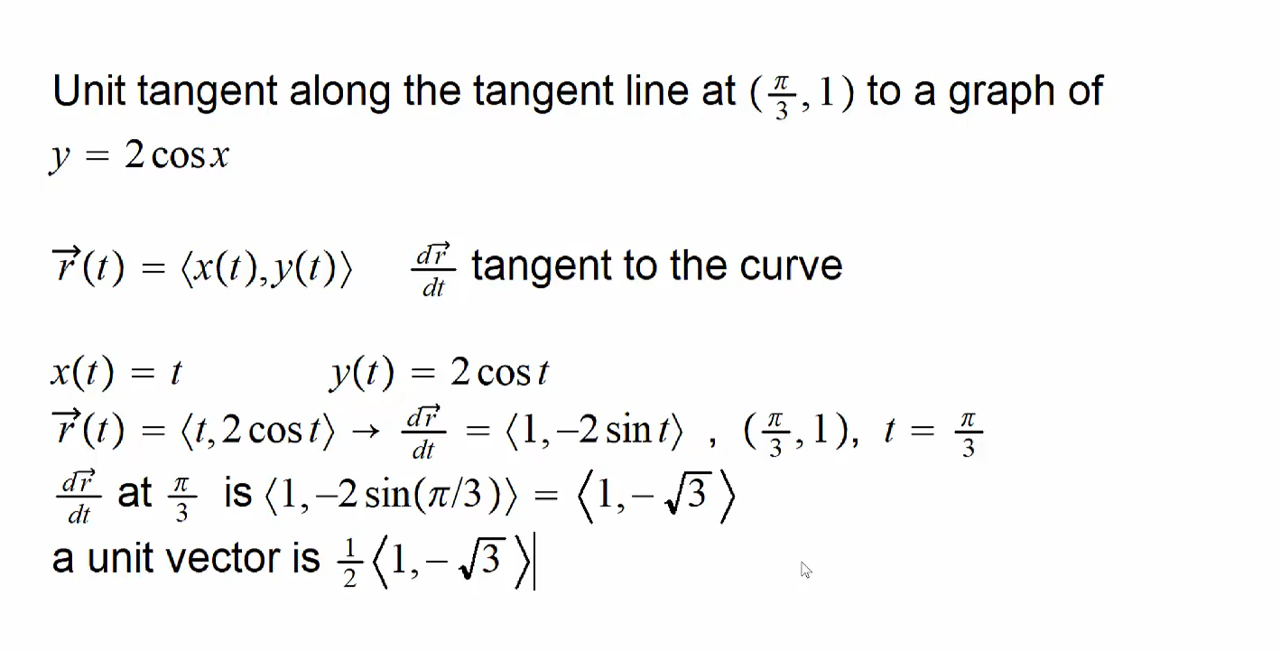 Unit tangent along the tangent line at (π/3, 1) to a graph of
y = 2 cos x
r⃗(t) = ⟨x(t), y(t)⟩ dr⃗/dt tangent to the curve
x(t) = t y(t) = 2 cos t
r⃗(t) = ⟨t, 2 cos t⟩ → dr⃗/dt = ⟨1, −2 sin t⟩ , (π/3, 1), t = π/3
dr⃗/dt at π/3 is ⟨1, −2 sin(π/3)⟩ = ⟨1, −√3⟩
a unit vector is 1/2⟨1, −√3⟩